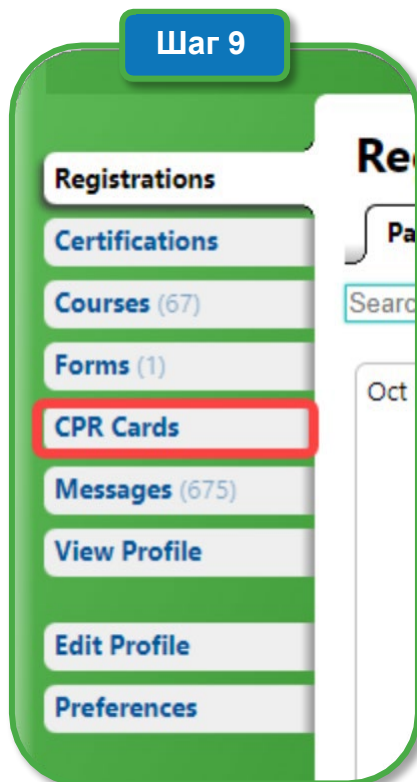 Шаг 9
Registrations
Certifications
Courses (67)
Forms (1)
CPR Cards
Messages (675)
View Profile
Edit Profile
Preferences
Re
Pa
Searc
Oct